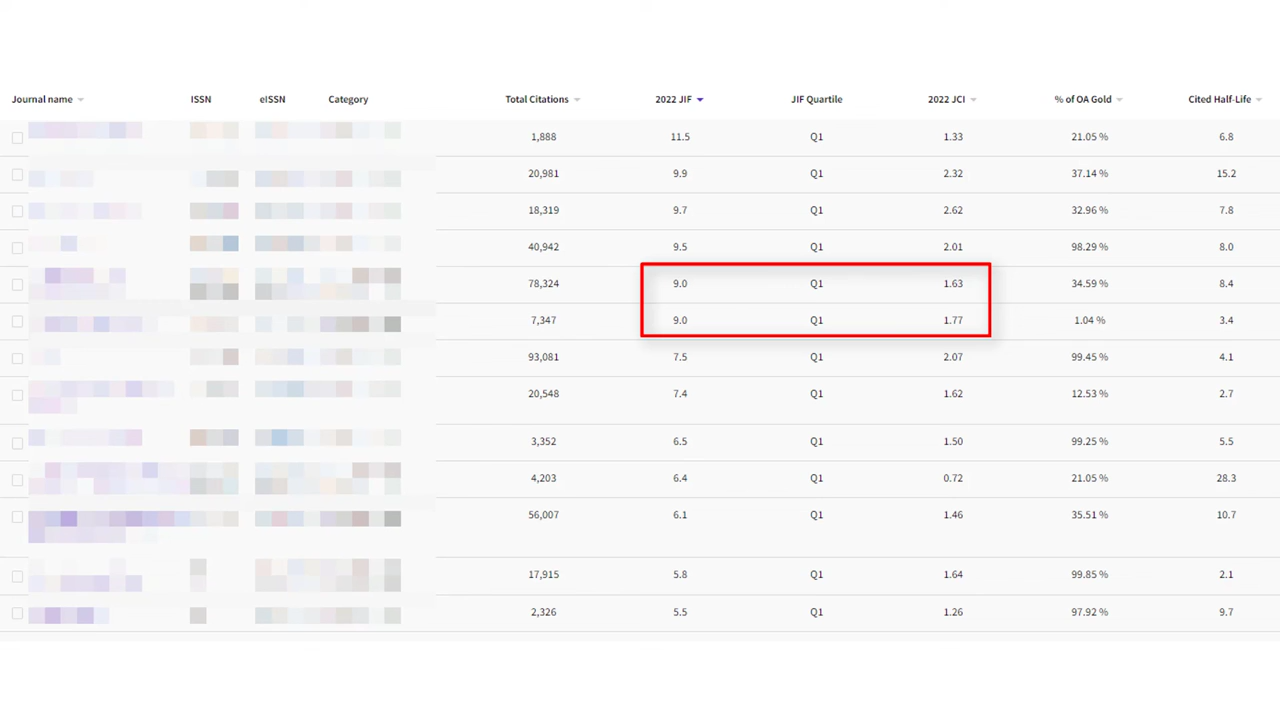 Journal name ISSN eISSN Category Total Citations 2022 JIF JIF Quartile 2022 JCI % of OA Gold Cited Half-Life
1,888 11.5 Q1 1.33 21.05 % 6.8
20,981 9.9 Q1 2.32 37.14 % 15.2
18,319 9.7 Q1 2.62 32.96 % 7.8
40,942 9.5 Q1 2.01 98.29 % 8.0
78,324 9.0 Q1 1.63 34.59 % 8.4
7,347 9.0 Q1 1.77 1.04 % 3.4
93,081 7.5 Q1 2.07 99.45 % 4.1
20,548 7.4 Q1 1.62 12.53 % 2.7
3,352 6.5 Q1 1.50 99.25 % 5.5
4,203 6.4 Q1 0.72 21.05 % 28.3
56,007 6.1 Q1 1.46 35.51 % 10.7
17,915 5.8 Q1 1.64 99.85 % 2.1
2,326 5.5 Q1 1.26 97.92 % 9.7